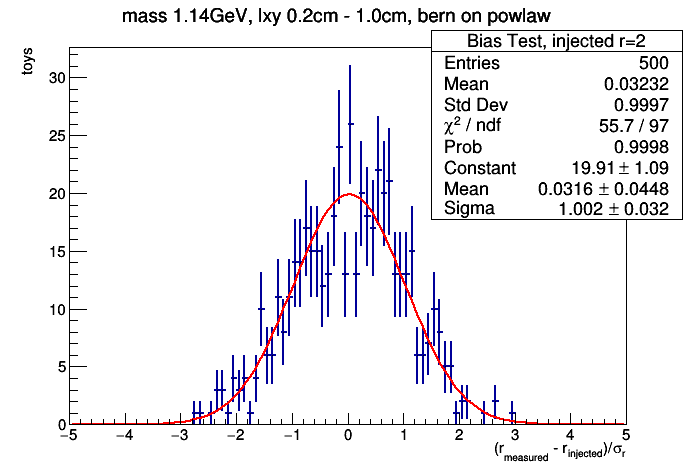 mass 1.14GeV, lxy 0.2cm - 1.0cm, bern on powlaw
toys
Bias Test, injected r=2
Entries 500
Mean 0.03232
Std Dev 0.9997
χ² / ndf 55.7 / 97
Prob 0.9998
Constant 19.91 ± 1.09
Mean 0.0316 ± 0.0448
Sigma 1.002 ± 0.032
30
25
20
15
10
5
0
−5 −4 −3 −2 −1 0 1 2 3 4 5
(r_measured - r_injected)/σ_r